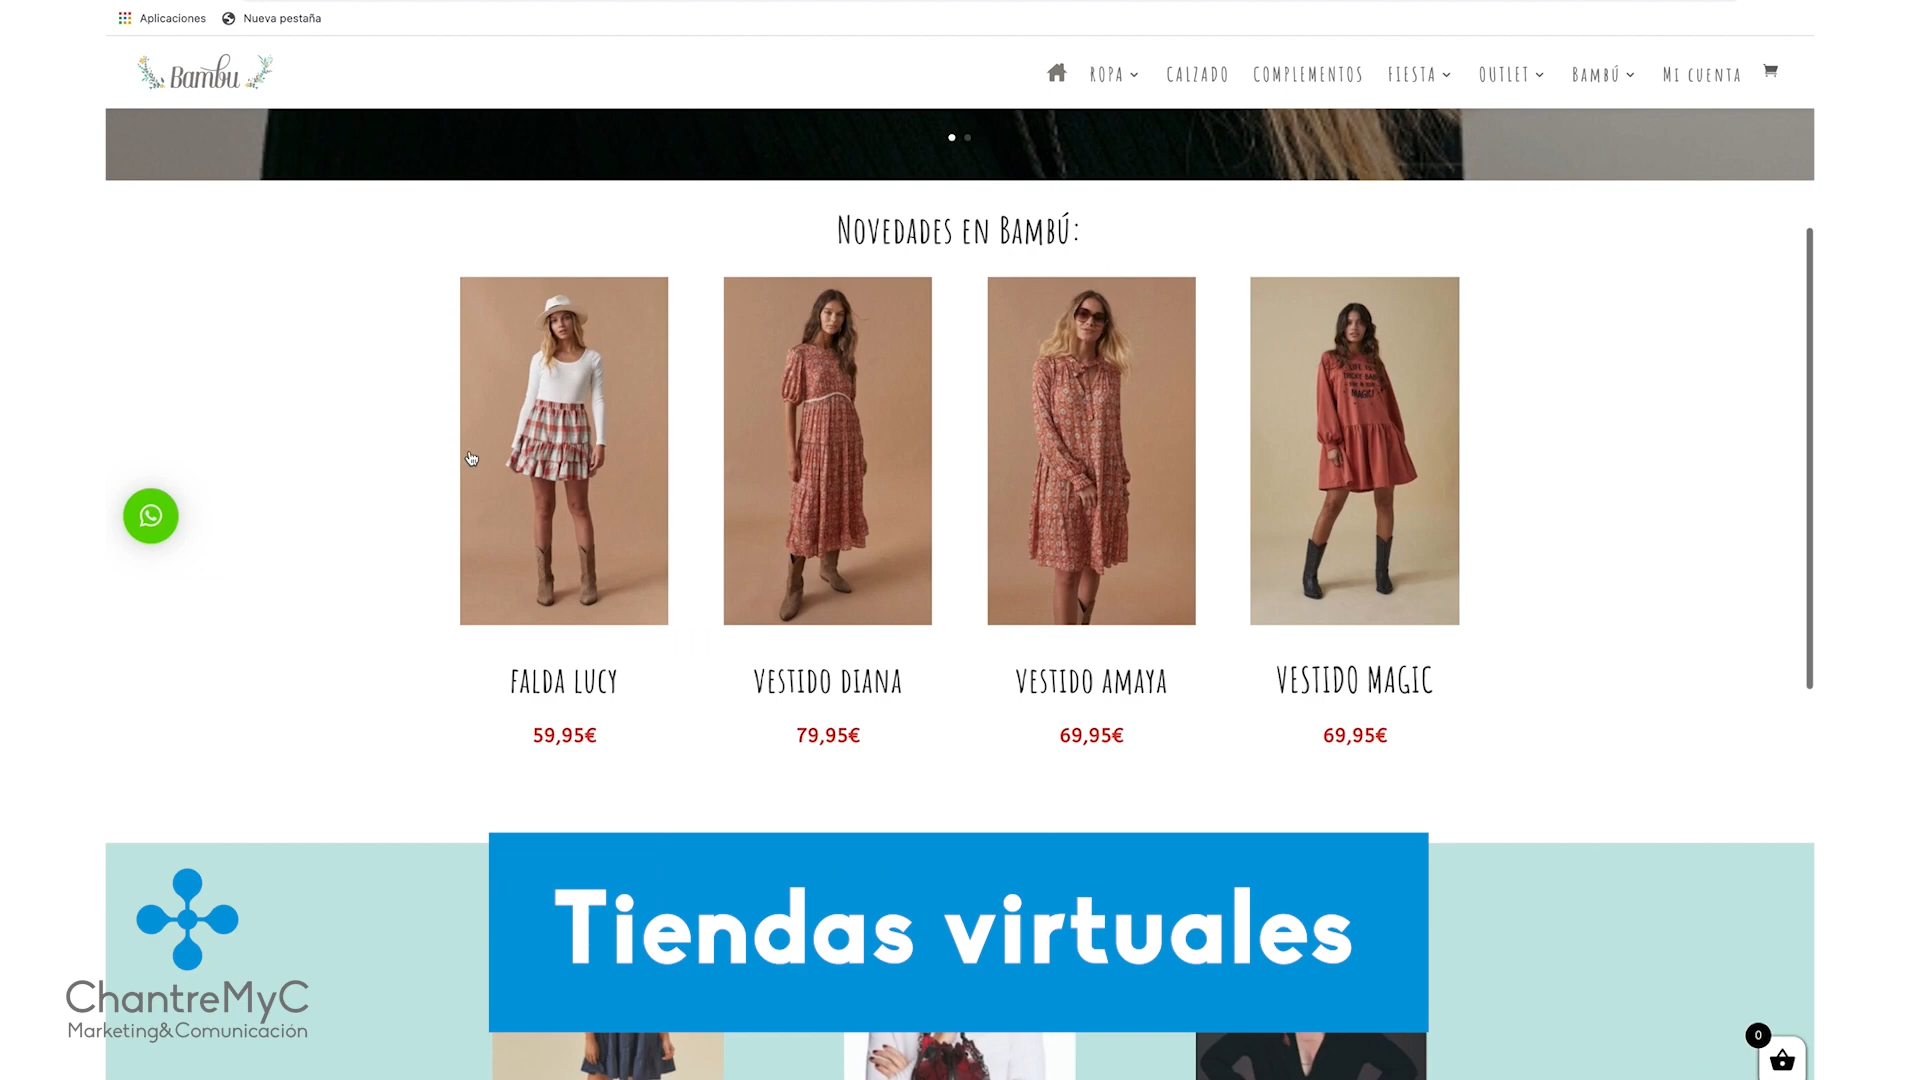 Aplicaciones Nueva pestaña
Bambu ROPA CALZADO COMPLEMENTOS FIESTA OUTLET BAMBÚ MI CUENTA
NOVEDADES EN BAMBÚ:
MAGIC!
FALDA LUCY VESTIDO DIANA VESTIDO AMAYA VESTIDO MAGIC
59,95€ 79,95€ 69,95€ 69,95€
Tiendas virtuales
ChantreMyC
Marketing&Comunicación
0